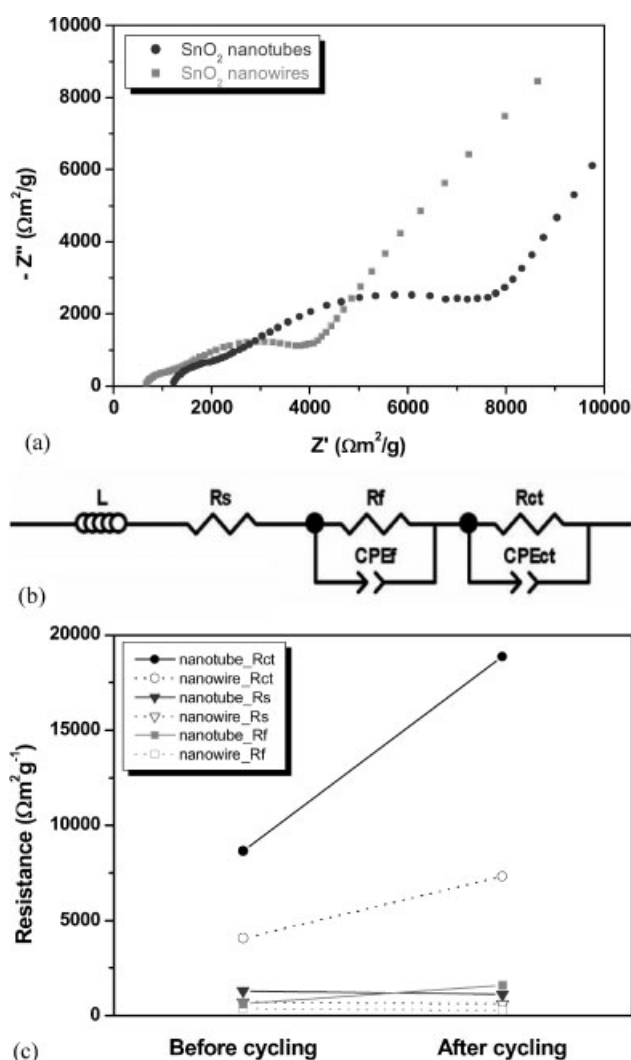 10000
8000
6000
4000
2000
0
- Z'' (Ωm²/g)
SnO₂ nanotubes
SnO₂ nanowires
0 2000 4000 6000 8000 10000
(a)
Z' (Ωm²/g)
L
Rs
Rf
Rct
CPEf
CPEct
(b)
20000
15000
10000
5000
0
Resistance (Ωm²g⁻¹)
nanotube_Rct
nanowire_Rct
nanotube_Rs
nanowire_Rs
nanotube_Rf
nanowire_Rf
(c)
Before cycling
After cycling